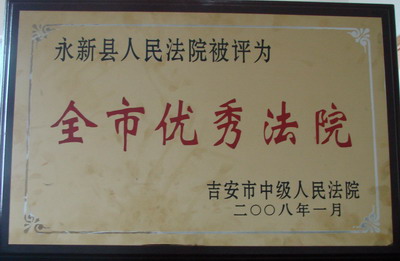 永新县人民法院被评为
全市优秀法院
吉安市中级人民法院
二〇〇八年一月